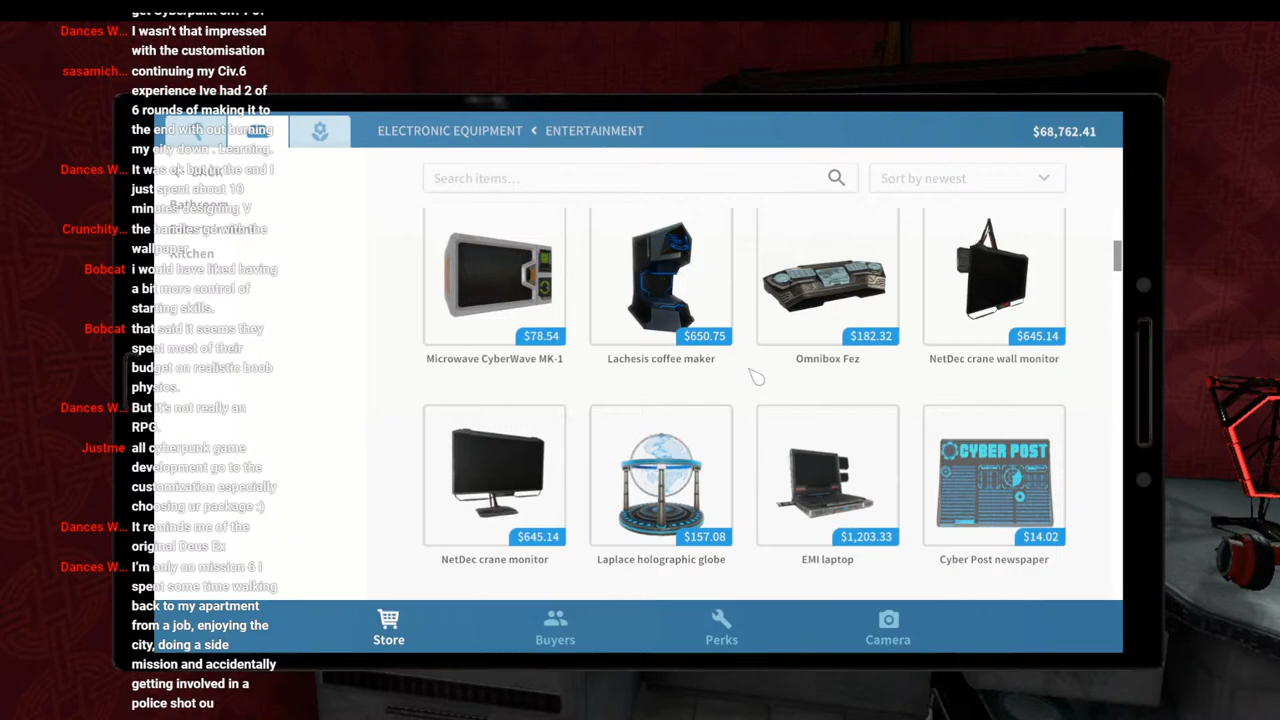 get Cyberpunk
Dances W... I wasn't that impressed
with the customisation
sasamich... continuing my Civ.6
experience Ive had 2 of
6 rounds of making it to
the end with out burning
my city down . Learning.
Dances W... It was ok but in the end I
just spent about 10
minutes designing V
Crunchity... the handles go with the
wallpaper.
Bobcat i would have liked having
a bit more control of
starting skills.
Bobcat that said it seems they
spent most of their
budget on realistic boob
physics.
Dances W... But it's not really an
RPG.
Justme all cyberpunk game
development go to the
customization especially
choosing ur package :)
Dances W... It reminds me of the
original Deus Ex
Dances W... I'm only on mission 6 I
spent some time walking
back to my apartment
from a job, enjoying the
city, doing a side
mission and accidentally
getting involved in a
police shot ou
Bathroom
Kitchen
ELECTRONIC EQUIPMENT < ENTERTAINMENT
$68,762.41
Search items...
Sort by newest
$78.54
Microwave CyberWave MK-1
$650.75
Lachesis coffee maker
$182.32
Omnibox Fez
$645.14
NetDec crane wall monitor
$645.14
NetDec crane monitor
$157.08
Laplace holographic globe
$1,203.33
EMI laptop
CYBER POST
$14.02
Cyber Post newspaper
Store
Buyers
Perks
Camera